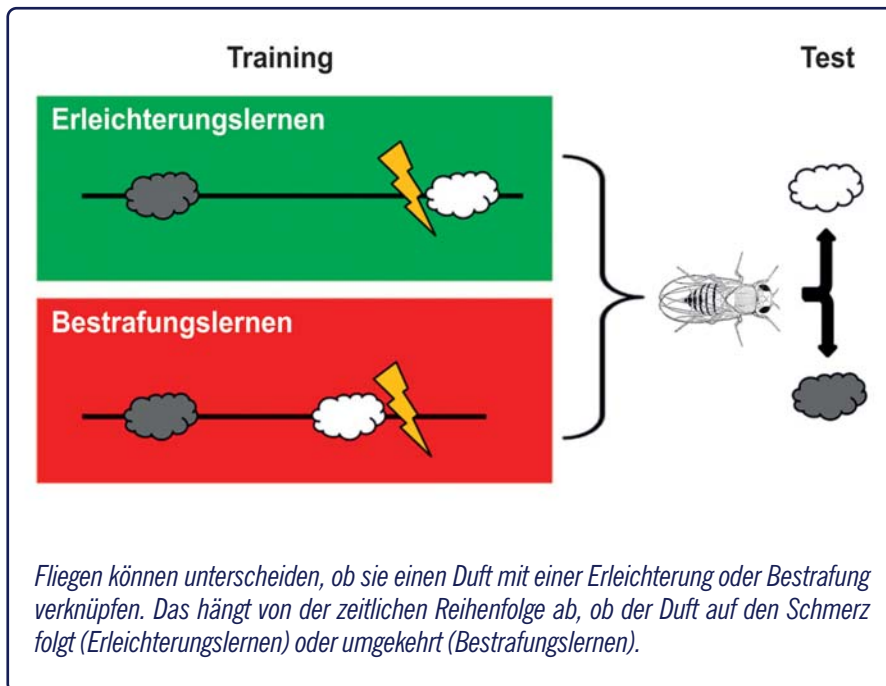 Training
Test
Erleichterungslernen
Bestrafungslernen
Fliegen können unterscheiden, ob sie einen Duft mit einer Erleichterung oder Bestrafung
verknüpfen. Das hängt von der zeitlichen Reihenfolge ab, ob der Duft auf den Schmerz
folgt (Erleichterungslernen) oder umgekehrt (Bestrafungslernen).